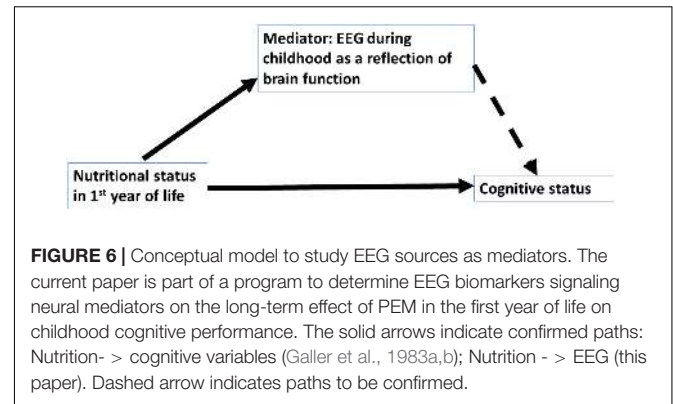 Mediator: EEG during
childhood as a reflection of
brain function
Nutritional status
in 1st year of life
Cognitive status
FIGURE 6 | Conceptual model to study EEG sources as mediators. The
current paper is part of a program to determine EEG biomarkers signaling
neural mediators on the long-term effect of PEM in the first year of life on
childhood cognitive performance. The solid arrows indicate confirmed paths:
Nutrition- > cognitive variables (Galler et al., 1983a,b); Nutrition - > EEG (this
paper). Dashed arrow indicates paths to be confirmed.